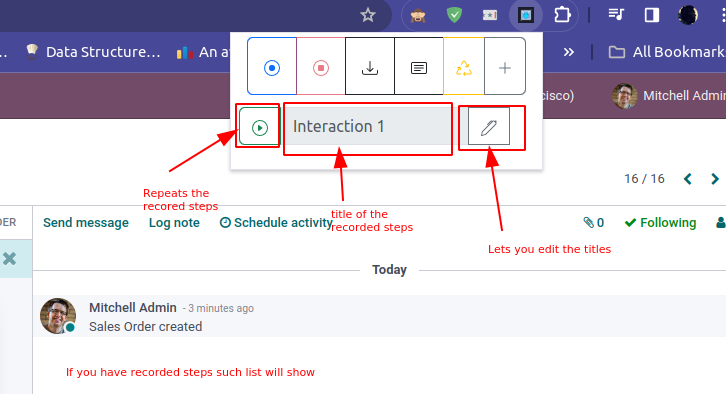 Data Structure...
An av
»
All Bookmark
cisco)
Mitchell Admin
Interaction 1
16 / 16
Repeats the
recored steps
title of the
recorded steps
Lets you edit the titles
DER
Send message
Log note
Schedule activity
0
Following
Today
Mitchell Admin - 3 minutes ago
Sales Order created
If you have recorded steps such list will show